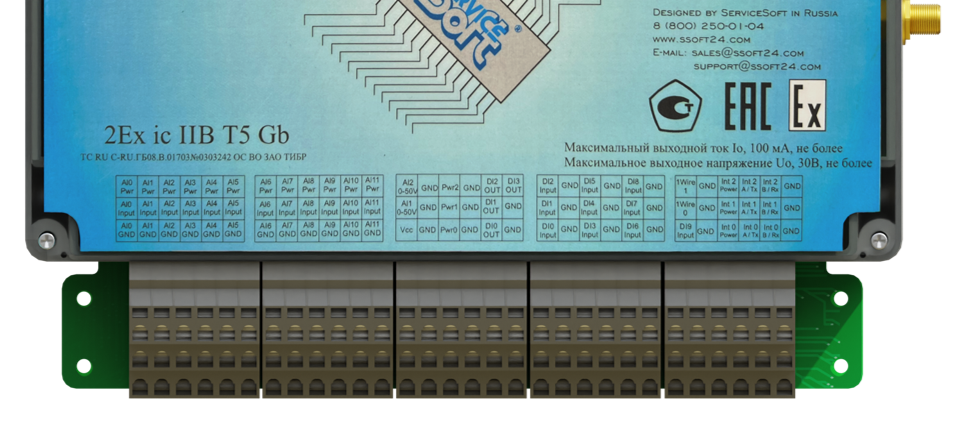 SERVICE
Soft®
DESIGNED BY SERVICESOFT IN RUSSIA
8 (800) 250-01-04
WWW.SSOFT24.COM
E-MAIL: SALES@SSOFT24.COM
SUPPORT@SSOFT24.COM
EAC Ex
2Ex ic IIB T5 Gb
ТС RU C-RU.ГБ08.В.01703№0303242 ОС ВО ЗАО ТИБР
Максимальный выходной ток Io, 100 мА, не более
Максимальное выходное напряжение Uo, 30В, не более
AI0 Pwr AI1 Pwr AI2 Pwr AI3 Pwr AI4 Pwr AI5 Pwr AI6 Pwr AI7 Pwr AI8 Pwr AI9 Pwr AI10 Pwr AI11 Pwr AI2 0-50V GND Pwr2 GND DI2 OUT DI3 OUT DI2 Input GND DI5 Input GND DI8 Input GND 1Wire 1 GND Int 2 Power Int 2 A / Tx Int 2 B / Rx GND
AI0 Input AI1 Input AI2 Input AI3 Input AI4 Input AI5 Input AI6 Input AI7 Input AI8 Input AI9 Input AI10 Input AI11 Input AI1 0-50V GND Pwr1 GND DI1 OUT GND DI1 Input GND DI4 Input GND DI7 Input GND 1Wire 0 GND Int 1 Power Int 1 A / Tx Int 1 B / Rx GND
AI0 GND AI1 GND AI2 GND AI3 GND AI4 GND AI5 GND AI6 GND AI7 GND AI8 GND AI9 GND AI10 GND AI11 GND Vcc GND Pwr0 GND DI0 OUT GND DI0 Input GND DI3 Input GND DI6 Input GND DI9 Input GND Int 0 Power Int 0 A / Tx Int 0 B / Rx GND